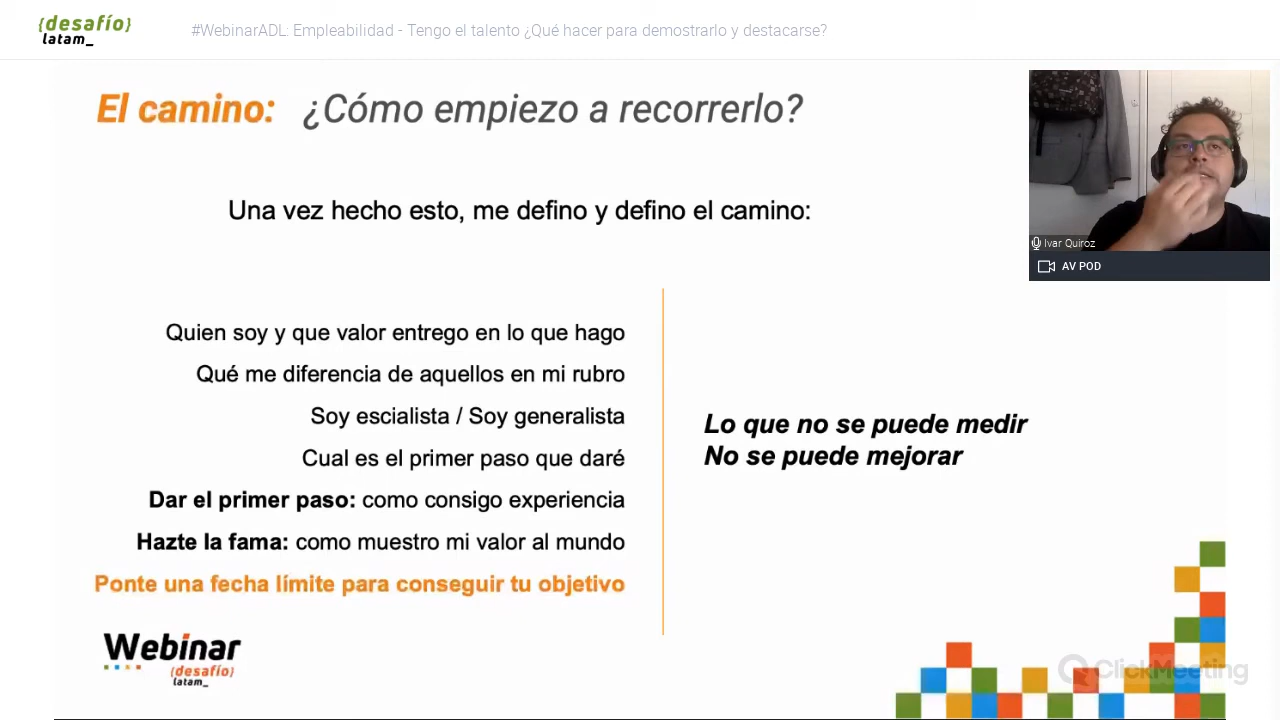 {desafío}
latam_
#WebinarADL: Empleabilidad - Tengo el talento ¿Qué hacer para demostrarlo y destacarse?
El camino: ¿Cómo empiezo a recorrerlo?
Una vez hecho esto, me defino y defino el camino:
Ivar Quiroz
AV POD
Quien soy y que valor entrego en lo que hago
Qué me diferencia de aquellos en mi rubro
Soy escialista / Soy generalista
Cual es el primer paso que daré
Dar el primer paso: como consigo experiencia
Hazte la fama: como muestro mi valor al mundo
Ponte una fecha límite para conseguir tu objetivo
Lo que no se puede medir
No se puede mejorar
Webinar
{desafío}
latam_
ClickMeeting